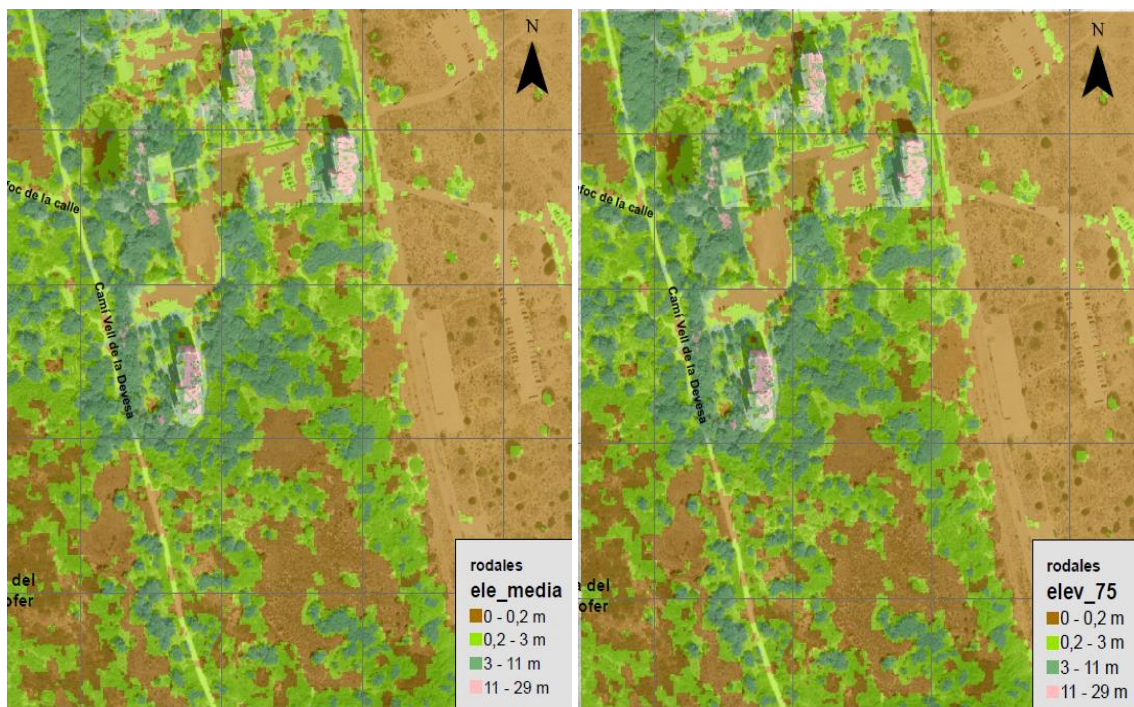 N
foc de la calle
Camí Vell de la Devesa
del
ofer
rodales
ele_media
0 - 0,2 m
0,2 - 3 m
3 - 11 m
11 - 29 m
N
foc de la calle
Camí Vell de la Devesa
a del
ofer
rodales
elev_75
0 - 0,2 m
0,2 - 3 m
3 - 11 m
11 - 29 m